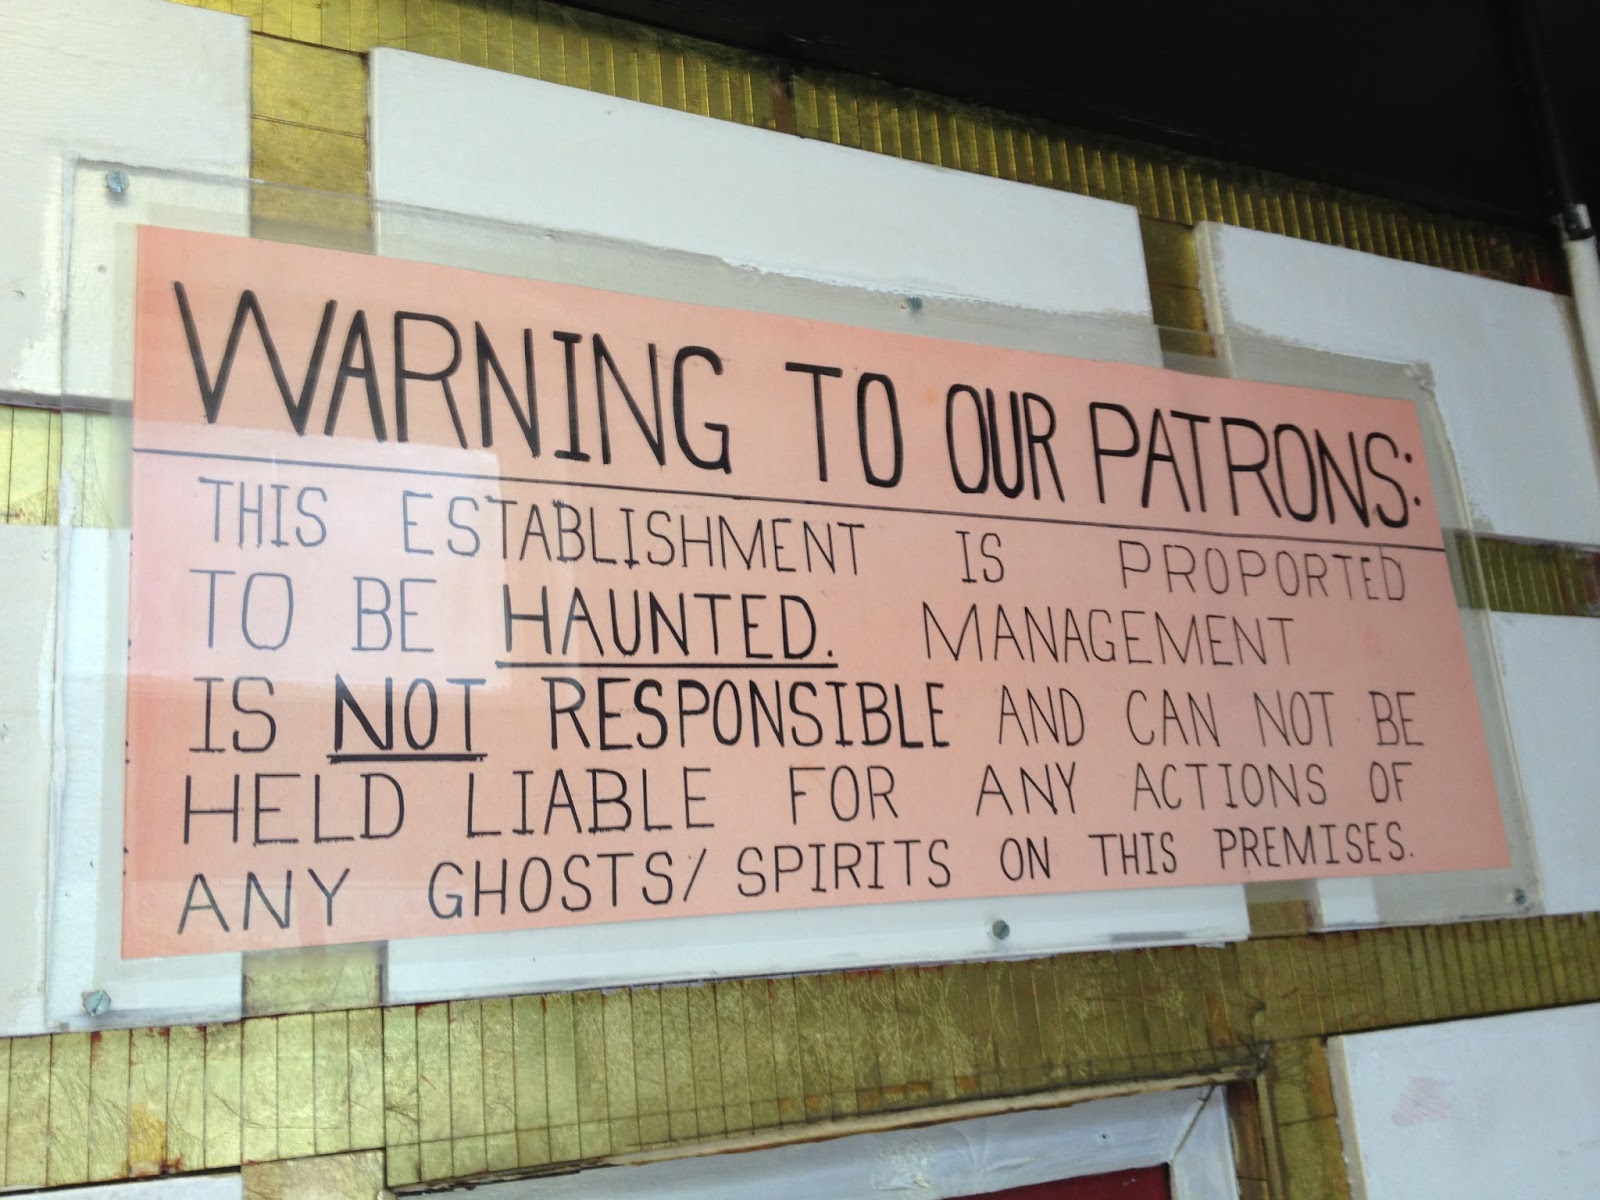 WARNING TO OUR PATRONS:
THIS ESTABLISHMENT IS PROPORTED
TO BE HAUNTED. MANAGEMENT
IS NOT RESPONSIBLE AND CAN NOT BE
HELD LIABLE FOR ANY ACTIONS OF
ANY GHOSTS/SPIRITS ON THIS PREMISES.